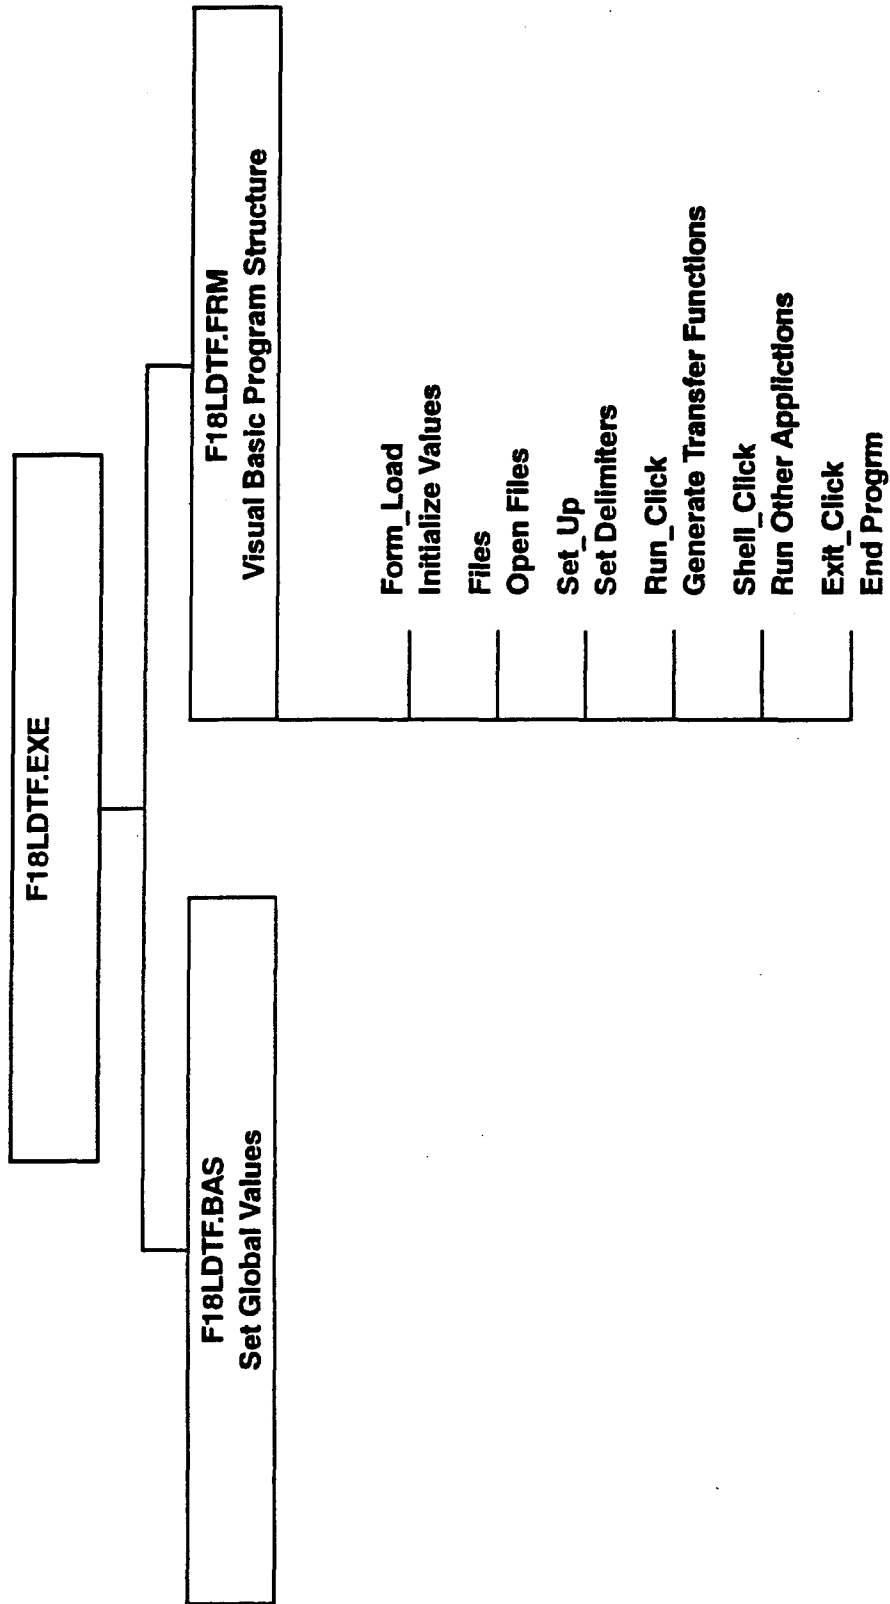 F18LDTF.EXE
F18LDTF.BAS
Set Global Values
F18LDTF.FRM
Visual Basic Program Structure
Form_Load
Initialize Values
Files
Open Files
Set_Up
Set Delimiters
Run_Click
Generate Transfer Functions
Shell_Click
Run Other Applictions
Exit_Click
End Progrm